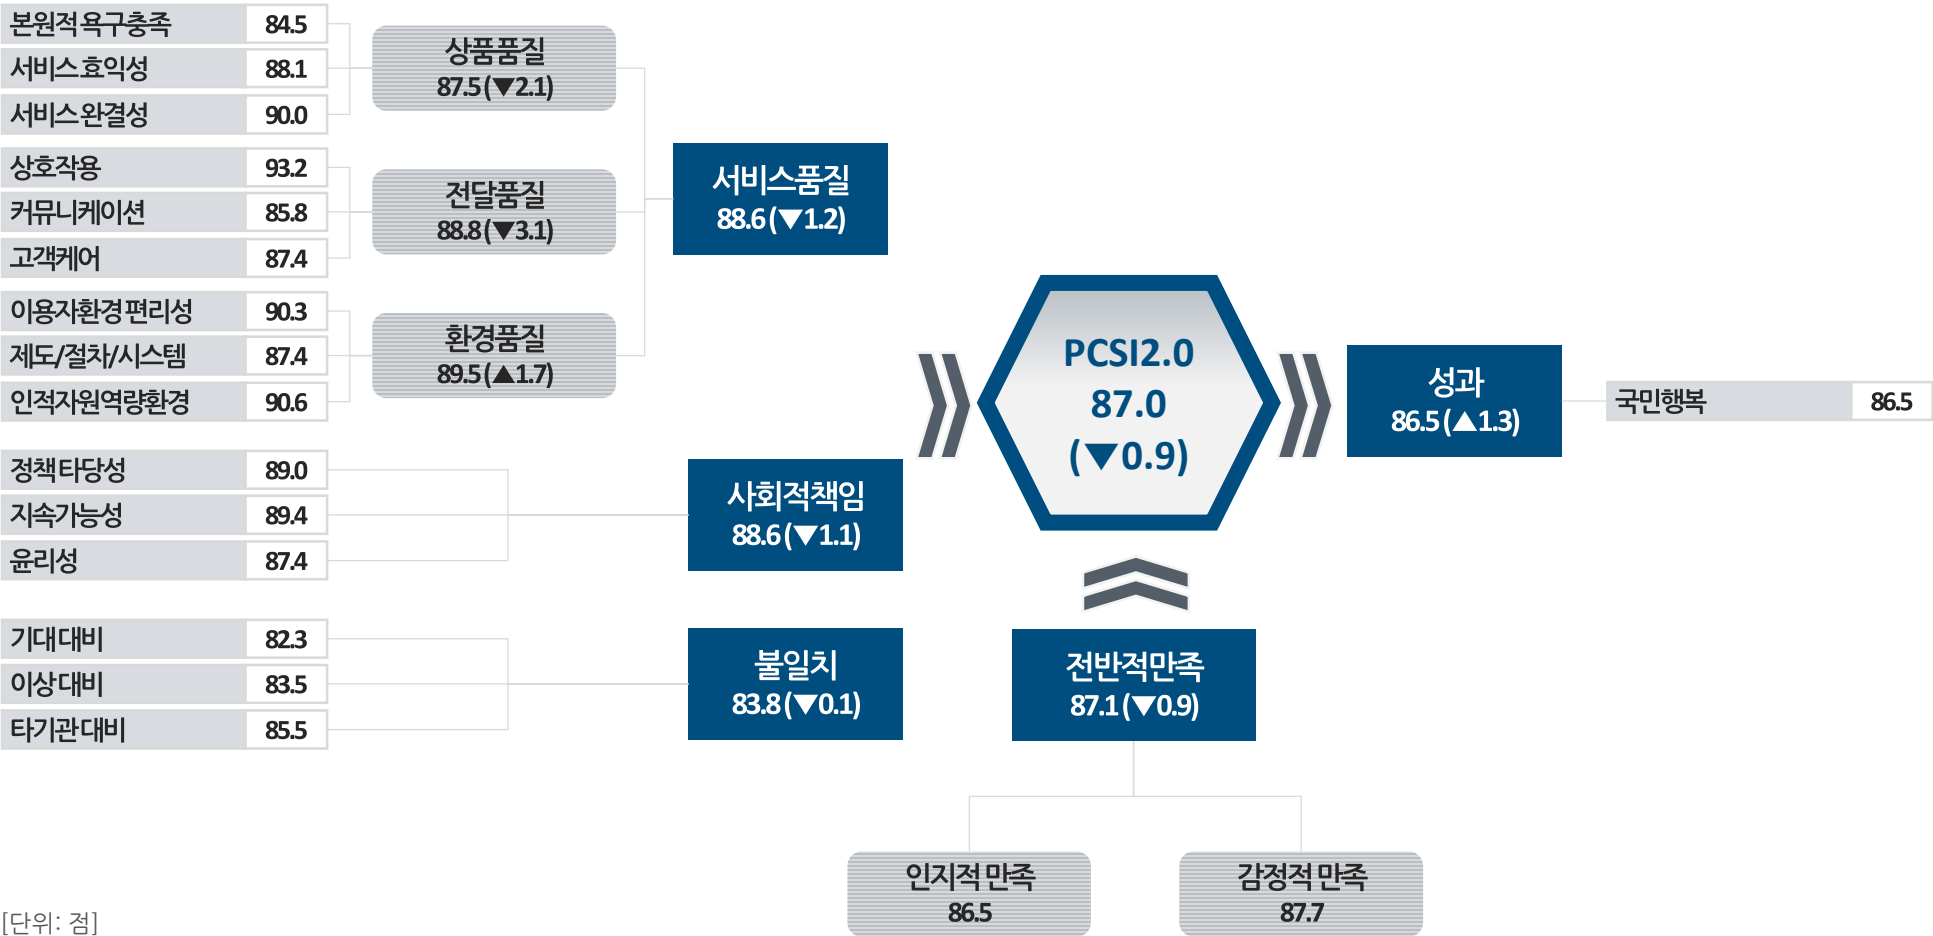 본원적 욕구충족 84.5
서비스 효익성 88.1
서비스 완결성 90.0
상품품질
87.5 (▼2.1)
상호작용 93.2
커뮤니케이션 85.8
고객케어 87.4
전달품질
88.8 (▼3.1)
이용자환경 편리성 90.3
제도/절차/시스템 87.4
인적자원역량환경 90.6
환경품질
89.5 (▲1.7)
서비스품질
88.6 (▼1.2)
정책 타당성 89.0
지속가능성 89.4
윤리성 87.4
사회적책임
88.6 (▼1.1)
기대 대비 82.3
이상 대비 83.5
타기관 대비 85.5
불일치
83.8 (▼0.1)
PCSI2.0
87.0
(▼0.9)
성과
86.5 (▲1.3)
국민행복 86.5
전반적만족
87.1 (▼0.9)
인지적 만족
86.5
감정적 만족
87.7
[단위: 점]